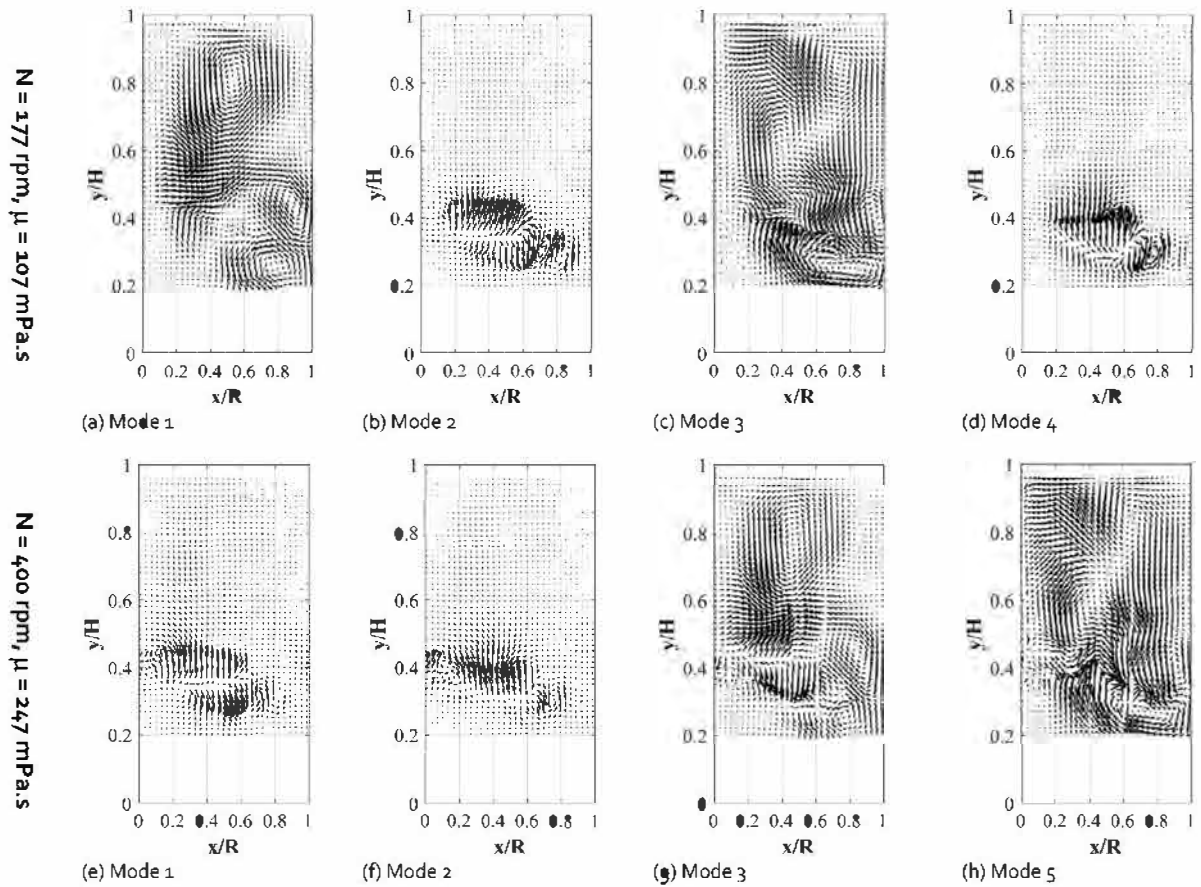 N = 177 rpm, µ = 107 mPa.s
1
0.8
0.6
0.4
0.2
0
y/H
0 0.2 0.4 0.6 0.8 1
x/R
(a) Mode 1
1
0.8
0.6
0.4
0.2
0
y/H
0 0.2 0.4 0.6 0.8 1
x/R
(b) Mode 2
1
0.8
0.6
0.4
0.2
0
y/H
0 0.2 0.4 0.6 0.8 1
x/R
(c) Mode 3
1
0.8
0.6
0.4
0.2
0
y/H
0 0.2 0.4 0.6 0.8 1
x/R
(d) Mode 4
N = 400 rpm, µ = 247 mPa.s
1
0.8
0.6
0.4
0.2
0
y/H
0 0.2 0.4 0.6 0.8 1
x/R
(e) Mode 1
1
0.8
0.6
0.4
0.2
0
y/H
0 0.2 0.4 0.6 0.8 1
x/R
(f) Mode 2
1
0.8
0.6
0.4
0.2
0
y/H
0 0.2 0.4 0.6 0.8 1
x/R
(g) Mode 3
1
0.8
0.6
0.4
0.2
0
y/H
0 0.2 0.4 0.6 0.8 1
x/R
(h) Mode 5